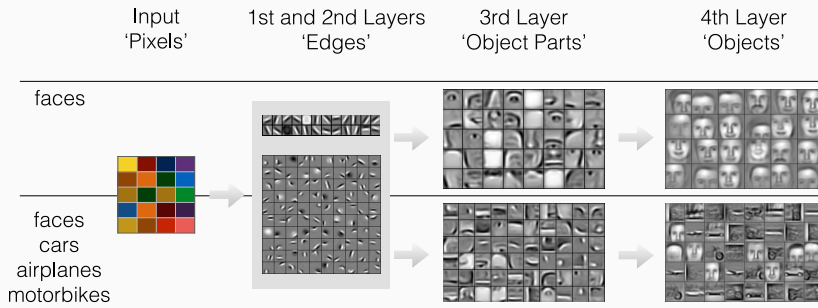 Input
'Pixels'
1st and 2nd Layers
'Edges'
3rd Layer
'Object Parts'
4th Layer
'Objects'
faces
faces
cars
airplanes
motorbikes